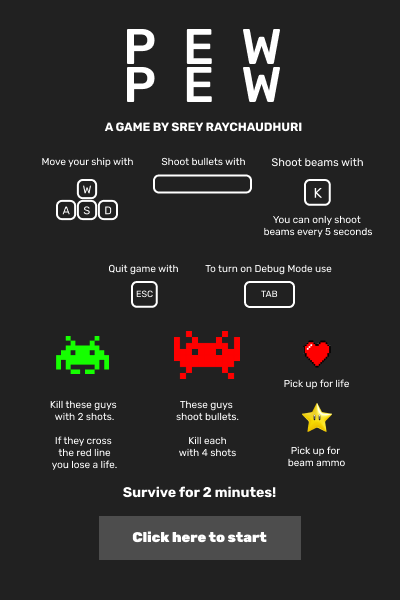 PEW
PEW
A GAME BY SREY RAYCHAUDHURI
Move your ship with
Shoot bullets with
Shoot beams with
W
A S D
K
You can only shoot
beams every 5 seconds
Quit game with
To turn on Debug Mode use
ESC
TAB
Kill these guys
with 2 shots.
If they cross
the red line
you lose a life.
These guys
shoot bullets.
Kill each
with 4 shots
Pick up for life
Pick up for
beam ammo
Survive for 2 minutes!
Click here to start